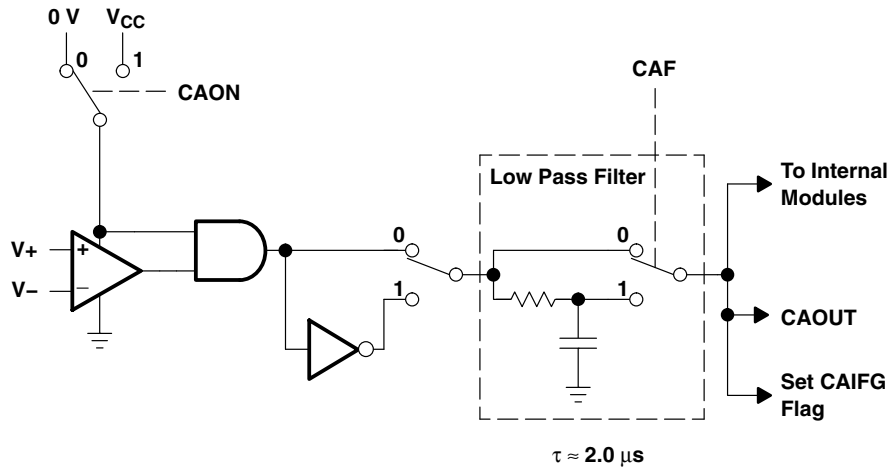 0 V
VCC
0
1
CAON
CAF
Low Pass Filter
To Internal
Modules
V+
+
V−
−
0
1
0
1
CAOUT
Set CAIFG
Flag
τ ≈ 2.0 μs